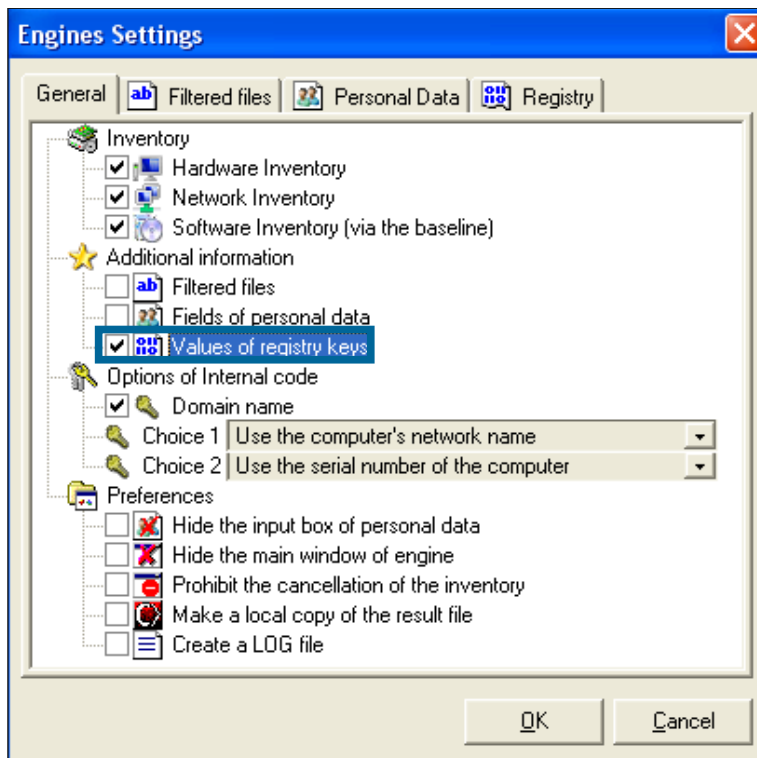 Engines Settings
General ab Filtered files Personal Data Registry
Inventory
Hardware Inventory
Network Inventory
Software Inventory (via the baseline)
Additional information
ab Filtered files
Fields of personal data
Values of registry keys
Options of Internal code
Domain name
Choice 1 Use the computer's network name
Choice 2 Use the serial number of the computer
Preferences
Hide the input box of personal data
Hide the main window of engine
Prohibit the cancellation of the inventory
Make a local copy of the result file
Create a LOG file
OK Cancel